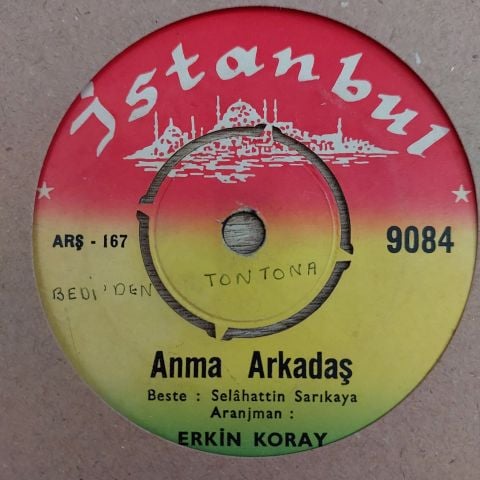 İstanbul
ARŞ - 167
9084
BEDİ'DEN TONTONA
Anma Arkadaş
Beste : Selâhattin Sarıkaya
Aranjman :
ERKİN KORAY